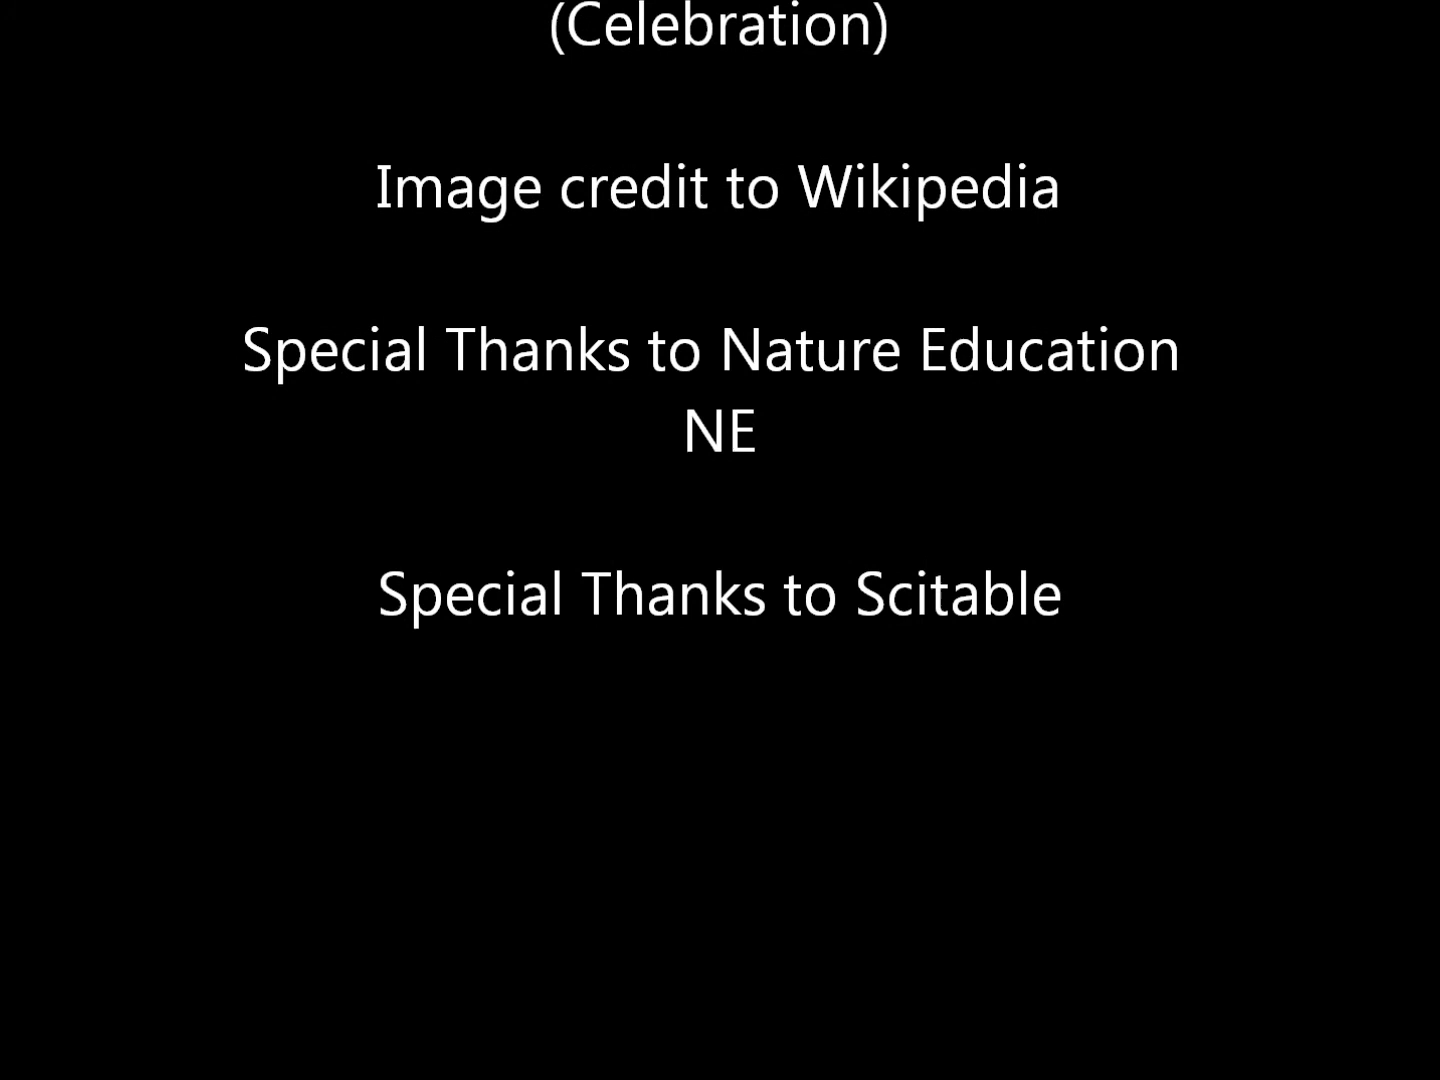 (Celebration)
Image credit to Wikipedia
Special Thanks to Nature Education
NE
Special Thanks to Scitable